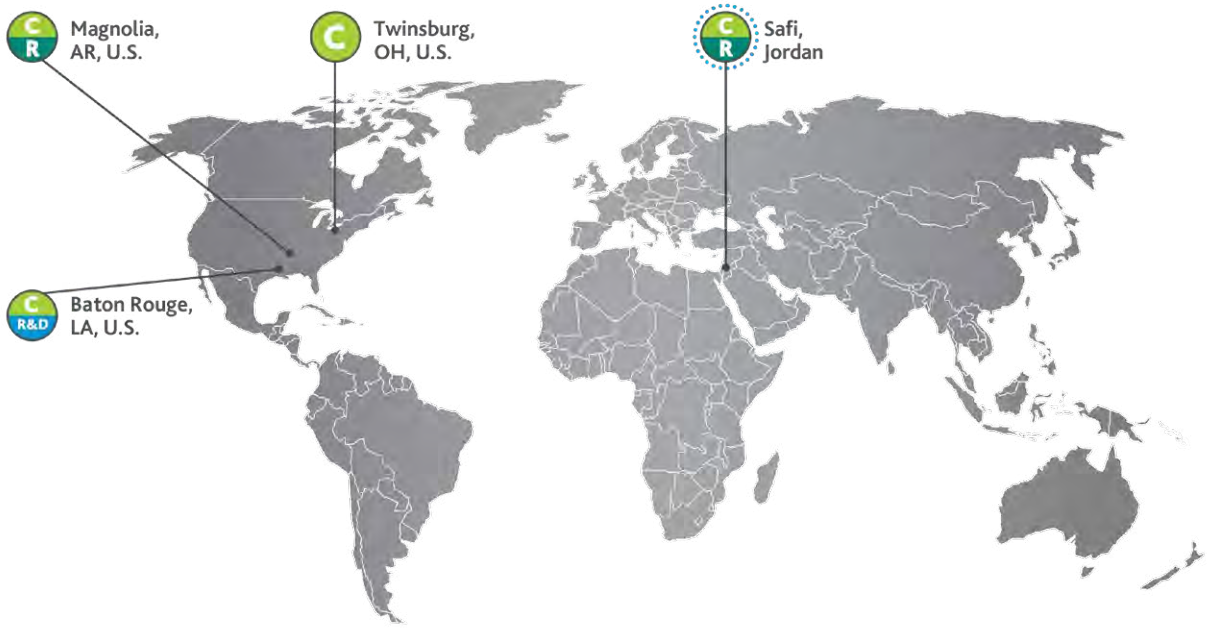 C
R
Magnolia,
AR, U.S.
C
Twinsburg,
OH, U.S.
C
R
Safi,
Jordan
C
R&D
Baton Rouge,
LA, U.S.